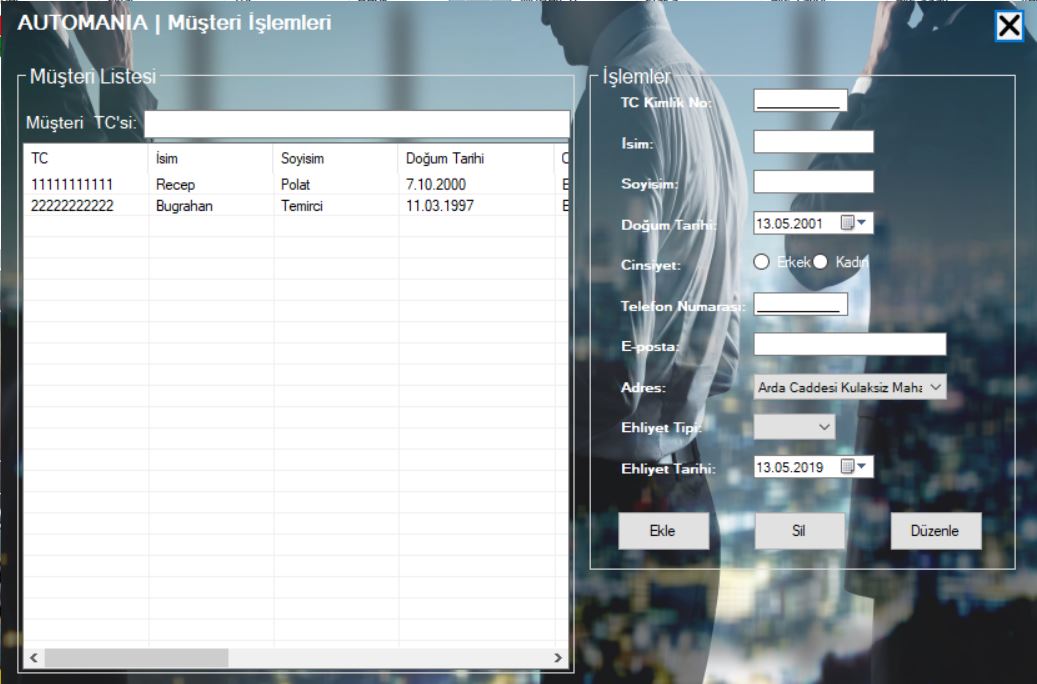 AUTOMANIA | Müşteri İşlemleri
Müşteri Listesi
Müşteri TC'si:
TC İsim Soyisim Doğum Tarihi
11111111111 Recep Polat 7.10.2000 E
22222222222 Bugrahan Temirci 11.03.1997 E
İşlemler
TC Kimlik No:
İsim:
Soyisim:
Doğum Tarihi: 13.05.2001
Cinsiyet: Erkek Kadın
Telefon Numarası:
E-posta:
Adres: Arda Caddesi Kulaksiz Maha
Ehliyet Tipi:
Ehliyet Tarihi: 13.05.2019
Ekle Sil Düzenle